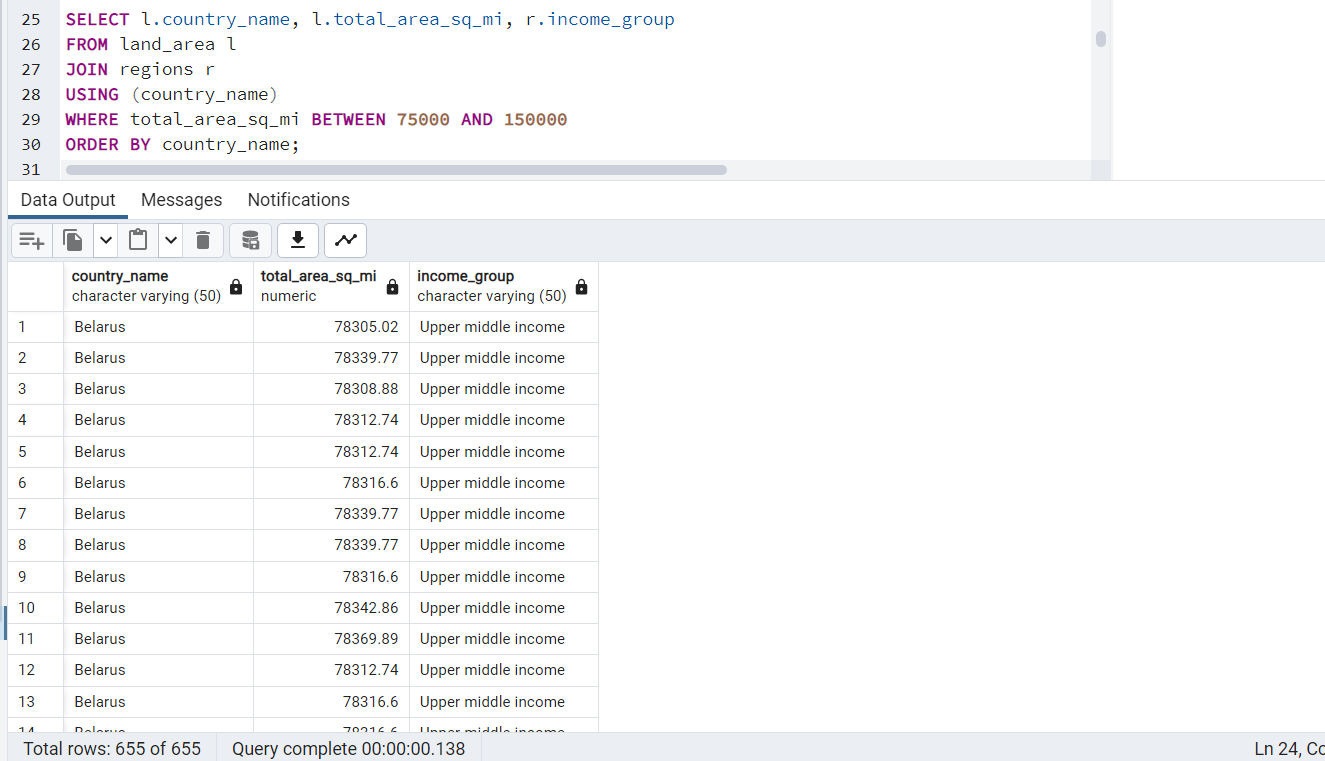 25 SELECT l.country_name, l.total_area_sq_mi, r.income_group
26 FROM land_area l
27 JOIN regions r
28 USING (country_name)
29 WHERE total_area_sq_mi BETWEEN 75000 AND 150000
30 ORDER BY country_name;
31
Data Output Messages Notifications
country_name total_area_sq_mi income_group
character varying (50) numeric character varying (50)
1 Belarus 78305.02 Upper middle income
2 Belarus 78339.77 Upper middle income
3 Belarus 78308.88 Upper middle income
4 Belarus 78312.74 Upper middle income
5 Belarus 78312.74 Upper middle income
6 Belarus 78316.6 Upper middle income
7 Belarus 78339.77 Upper middle income
8 Belarus 78339.77 Upper middle income
9 Belarus 78316.6 Upper middle income
10 Belarus 78342.86 Upper middle income
11 Belarus 78369.89 Upper middle income
12 Belarus 78312.74 Upper middle income
13 Belarus 78316.6 Upper middle income
14 Belarus 78316.6 Upper middle income
Total rows: 655 of 655 Query complete 00:00:00.138 Ln 24, Co